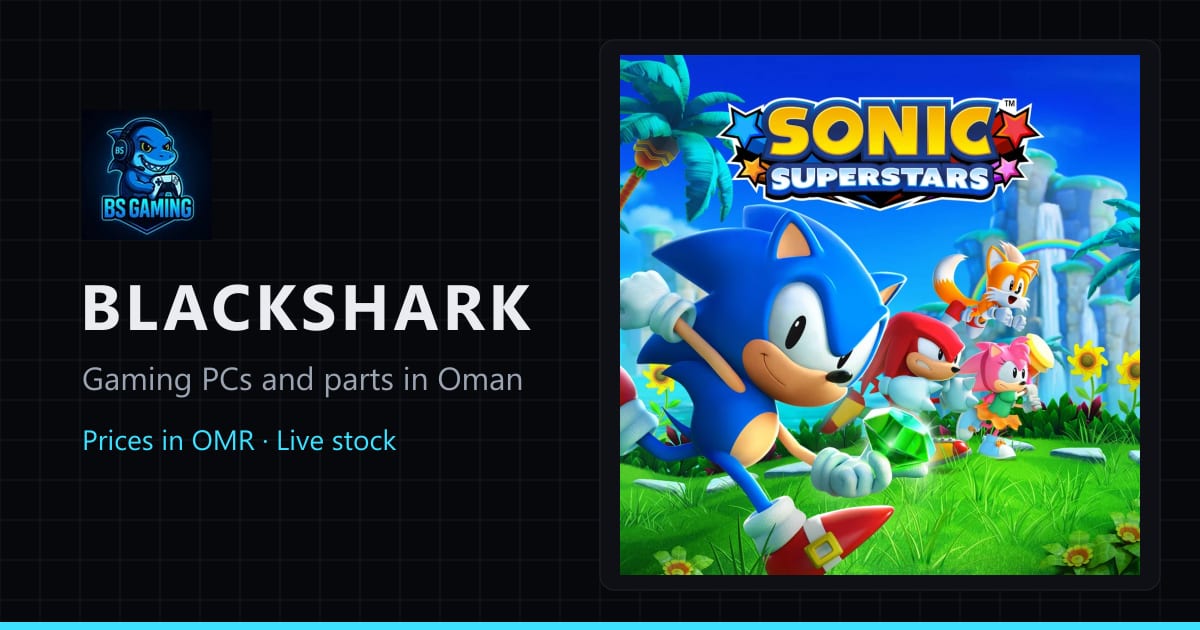 BS
BS GAMING
BLACKSHARK
Gaming PCs and parts in Oman
Prices in OMR · Live stock
SONIC
TM
SUPERSTARS